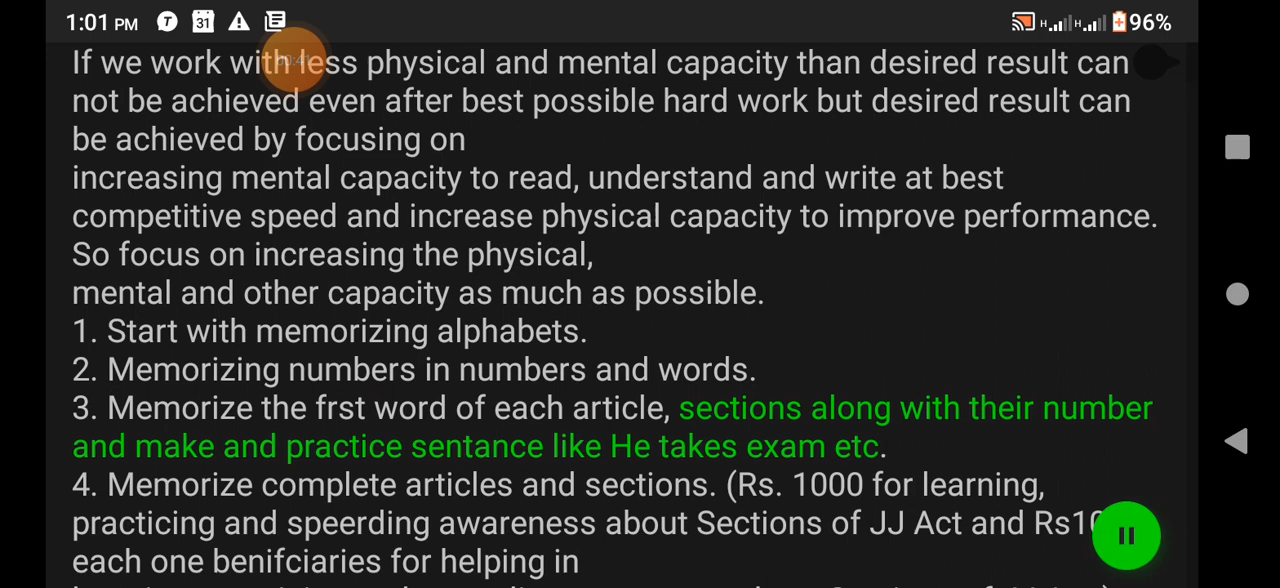 1:01 PM T 31 H H 96%
00:41
If we work with less physical and mental capacity than desired result can
not be achieved even after best possible hard work but desired result can
be achieved by focusing on
increasing mental capacity to read, understand and write at best
competitive speed and increase physical capacity to improve performance.
So focus on increasing the physical,
mental and other capacity as much as possible.
1. Start with memorizing alphabets.
2. Memorizing numbers in numbers and words.
3. Memorize the frst word of each article, sections along with their number
and make and practice sentance like He takes exam etc.
4. Memorize complete articles and sections. (Rs. 1000 for learning,
practicing and speerding awareness about Sections of JJ Act and
each one benifciaries for helping in